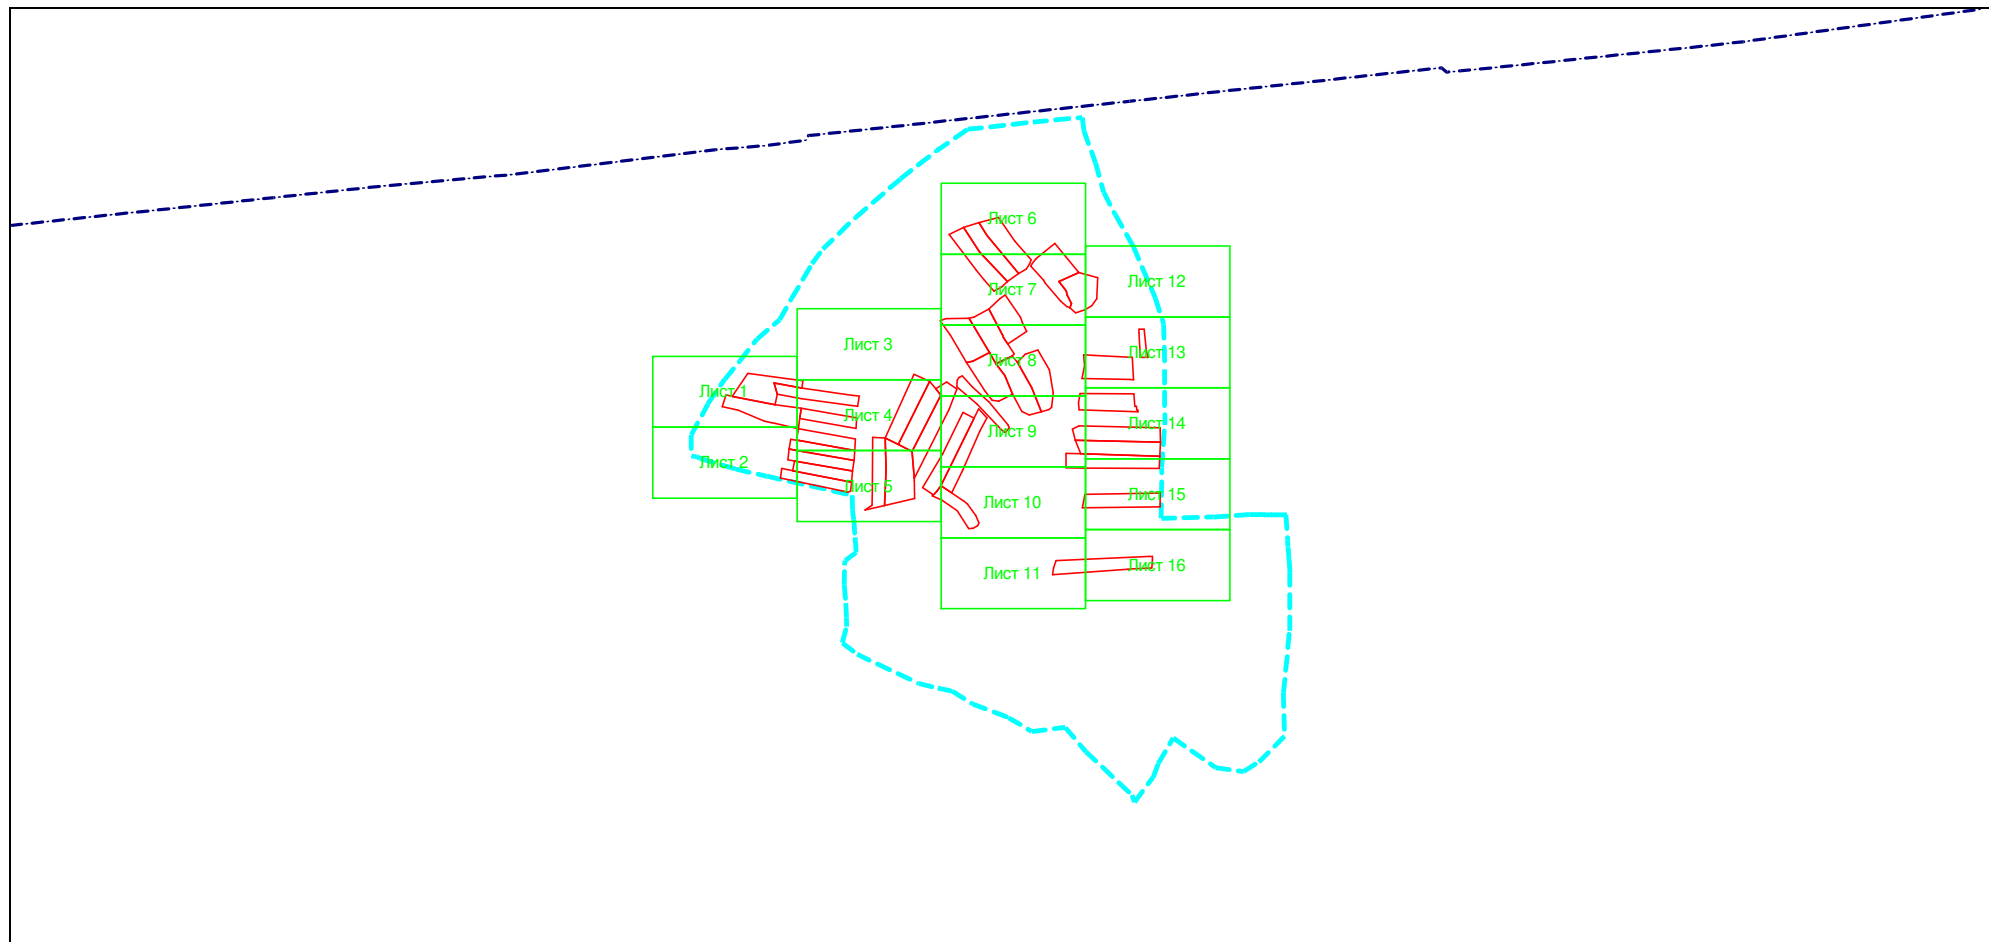 Лист 1
Лист 2
Лист 3
Лист 4
Лист 5
Лист 6
Лист 7
Лист 8
Лист 9
Лист 10
Лист 11
Лист 12
Лист 13
Лист 14
Лист 15
Лист 16